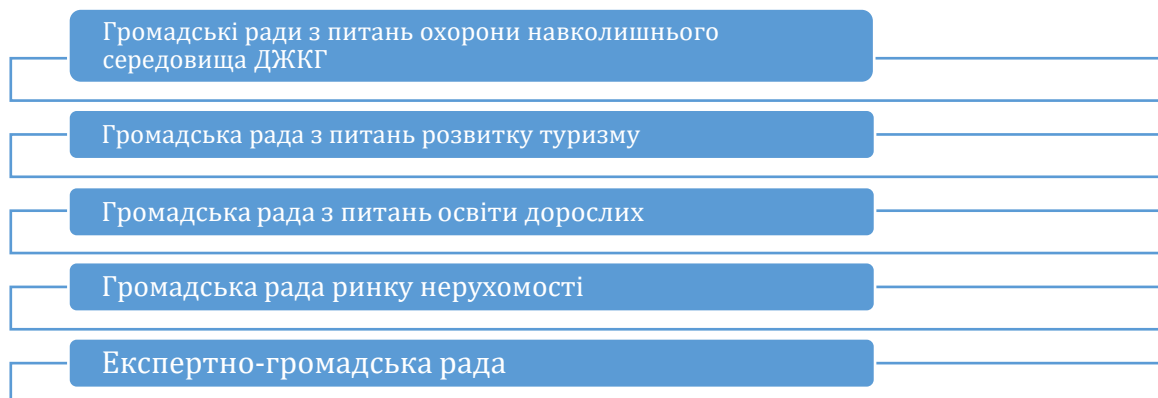 Громадські ради з питань охорони навколишнього
середовища ДЖКГ
Громадська рада з питань розвитку туризму
Громадська рада з питань освіти дорослих
Громадська рада ринку нерухомості
Експертно-громадська рада